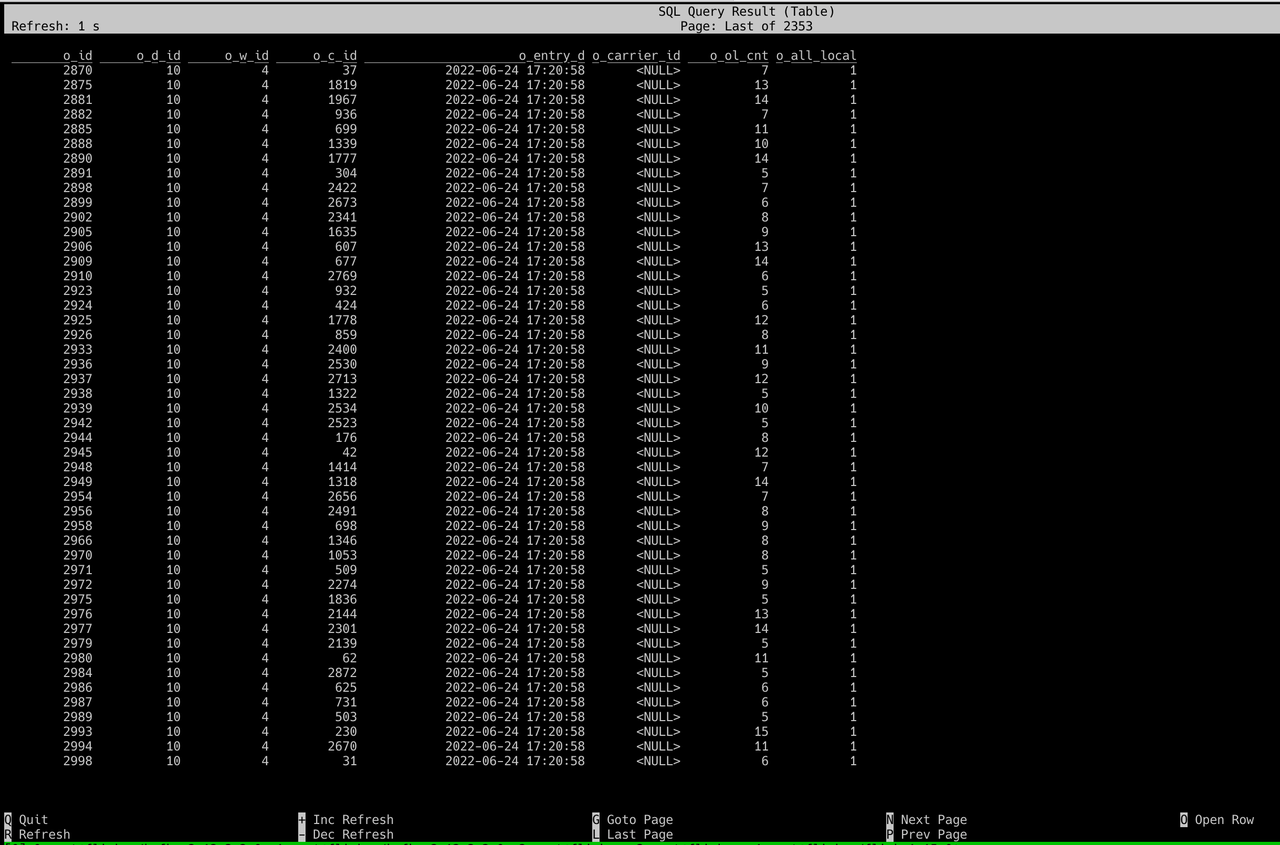 SQL Query Result (Table)
Refresh: 1 s Page: Last of 2353
o_id o_d_id o_w_id o_c_id o_entry_d o_carrier_id o_ol_cnt o_all_local
2870 10 4 37 2022-06-24 17:20:58 <NULL> 7 1
2875 10 4 1819 2022-06-24 17:20:58 <NULL> 13 1
2881 10 4 1967 2022-06-24 17:20:58 <NULL> 14 1
2882 10 4 936 2022-06-24 17:20:58 <NULL> 7 1
2885 10 4 699 2022-06-24 17:20:58 <NULL> 11 1
2888 10 4 1339 2022-06-24 17:20:58 <NULL> 10 1
2890 10 4 1777 2022-06-24 17:20:58 <NULL> 14 1
2891 10 4 304 2022-06-24 17:20:58 <NULL> 5 1
2898 10 4 2422 2022-06-24 17:20:58 <NULL> 7 1
2899 10 4 2673 2022-06-24 17:20:58 <NULL> 6 1
2902 10 4 2341 2022-06-24 17:20:58 <NULL> 8 1
2905 10 4 1635 2022-06-24 17:20:58 <NULL> 9 1
2906 10 4 607 2022-06-24 17:20:58 <NULL> 13 1
2909 10 4 677 2022-06-24 17:20:58 <NULL> 14 1
2910 10 4 2769 2022-06-24 17:20:58 <NULL> 6 1
2923 10 4 932 2022-06-24 17:20:58 <NULL> 5 1
2924 10 4 424 2022-06-24 17:20:58 <NULL> 6 1
2925 10 4 1778 2022-06-24 17:20:58 <NULL> 12 1
2926 10 4 859 2022-06-24 17:20:58 <NULL> 8 1
2933 10 4 2400 2022-06-24 17:20:58 <NULL> 11 1
2936 10 4 2530 2022-06-24 17:20:58 <NULL> 9 1
2937 10 4 2713 2022-06-24 17:20:58 <NULL> 12 1
2938 10 4 1322 2022-06-24 17:20:58 <NULL> 5 1
2939 10 4 2534 2022-06-24 17:20:58 <NULL> 10 1
2942 10 4 2523 2022-06-24 17:20:58 <NULL> 5 1
2944 10 4 176 2022-06-24 17:20:58 <NULL> 8 1
2945 10 4 42 2022-06-24 17:20:58 <NULL> 12 1
2948 10 4 1414 2022-06-24 17:20:58 <NULL> 7 1
2949 10 4 1318 2022-06-24 17:20:58 <NULL> 14 1
2954 10 4 2656 2022-06-24 17:20:58 <NULL> 7 1
2956 10 4 2491 2022-06-24 17:20:58 <NULL> 8 1
2958 10 4 698 2022-06-24 17:20:58 <NULL> 9 1
2966 10 4 1346 2022-06-24 17:20:58 <NULL> 8 1
2970 10 4 1053 2022-06-24 17:20:58 <NULL> 8 1
2971 10 4 509 2022-06-24 17:20:58 <NULL> 5 1
2972 10 4 2274 2022-06-24 17:20:58 <NULL> 9 1
2975 10 4 1836 2022-06-24 17:20:58 <NULL> 5 1
2976 10 4 2144 2022-06-24 17:20:58 <NULL> 13 1
2977 10 4 2301 2022-06-24 17:20:58 <NULL> 14 1
2979 10 4 2139 2022-06-24 17:20:58 <NULL> 5 1
2980 10 4 62 2022-06-24 17:20:58 <NULL> 11 1
2984 10 4 2872 2022-06-24 17:20:58 <NULL> 5 1
2986 10 4 625 2022-06-24 17:20:58 <NULL> 6 1
2987 10 4 731 2022-06-24 17:20:58 <NULL> 6 1
2989 10 4 503 2022-06-24 17:20:58 <NULL> 5 1
2993 10 4 230 2022-06-24 17:20:58 <NULL> 15 1
2994 10 4 2670 2022-06-24 17:20:58 <NULL> 11 1
2998 10 4 31 2022-06-24 17:20:58 <NULL> 6 1
Q Quit + Inc Refresh G Goto Page N Next Page O Open Row
R Refresh - Dec Refresh L Last Page P Prev Page